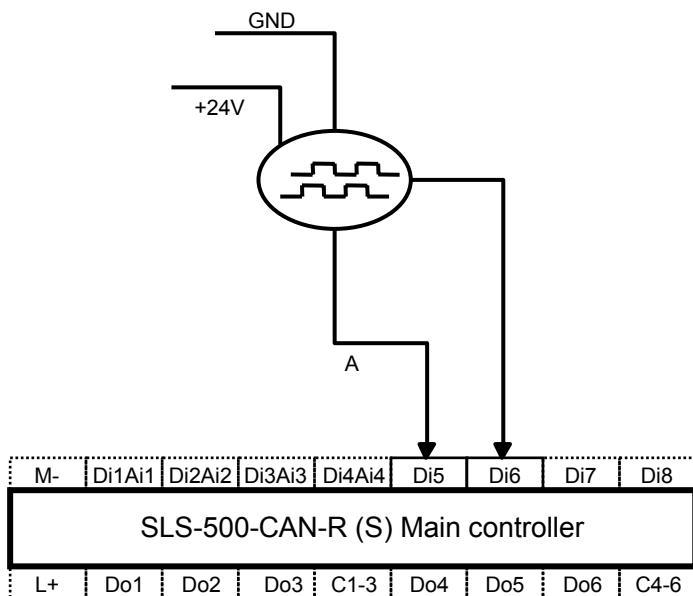 GND
+24V
A
M- Di1Ai1 Di2Ai2 Di3Ai3 Di4Ai4 Di5 Di6 Di7 Di8
SLS-500-CAN-R (S) Main controller
L+ Do1 Do2 Do3 C1-3 Do4 Do5 Do6 C4-6